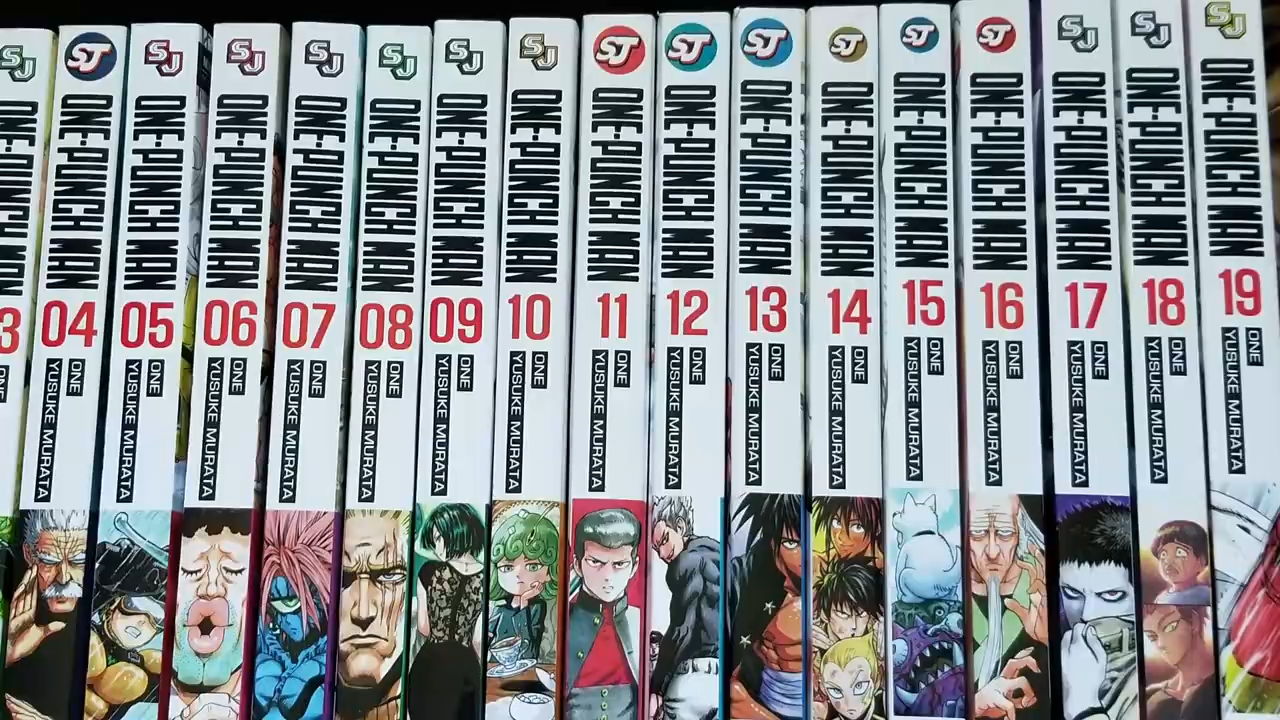 SJ
ONE-PUNCH MAN
3
ONE
SJ
ONE-PUNCH MAN
04
ONE
YUSUKE MURATA
SJ
ONE-PUNCH MAN
05
ONE
YUSUKE MURATA
SJ
ONE-PUNCH MAN
06
ONE
YUSUKE MURATA
SJ
ONE-PUNCH MAN
07
ONE
YUSUKE MURATA
SJ
ONE-PUNCH MAN
08
ONE
YUSUKE MURATA
SJ
ONE-PUNCH MAN
09
ONE
YUSUKE MURATA
SJ
ONE-PUNCH MAN
10
ONE
YUSUKE MURATA
SJ
ONE-PUNCH MAN
11
ONE
YUSUKE MURATA
SJ
ONE-PUNCH MAN
12
ONE
YUSUKE MURATA
SJ
ONE-PUNCH MAN
13
ONE
YUSUKE MURATA
SJ
ONE-PUNCH MAN
14
ONE
YUSUKE MURATA
SJ
ONE-PUNCH MAN
15
ONE
YUSUKE MURATA
SJ
ONE-PUNCH MAN
16
ONE
YUSUKE MURATA
SJ
ONE-PUNCH MAN
17
ONE
YUSUKE MURATA
SJ
ONE-PUNCH MAN
18
ONE
YUSUKE MURATA
SJ
ONE-PUNCH MAN
19
ONE
YUSUKE MURATA